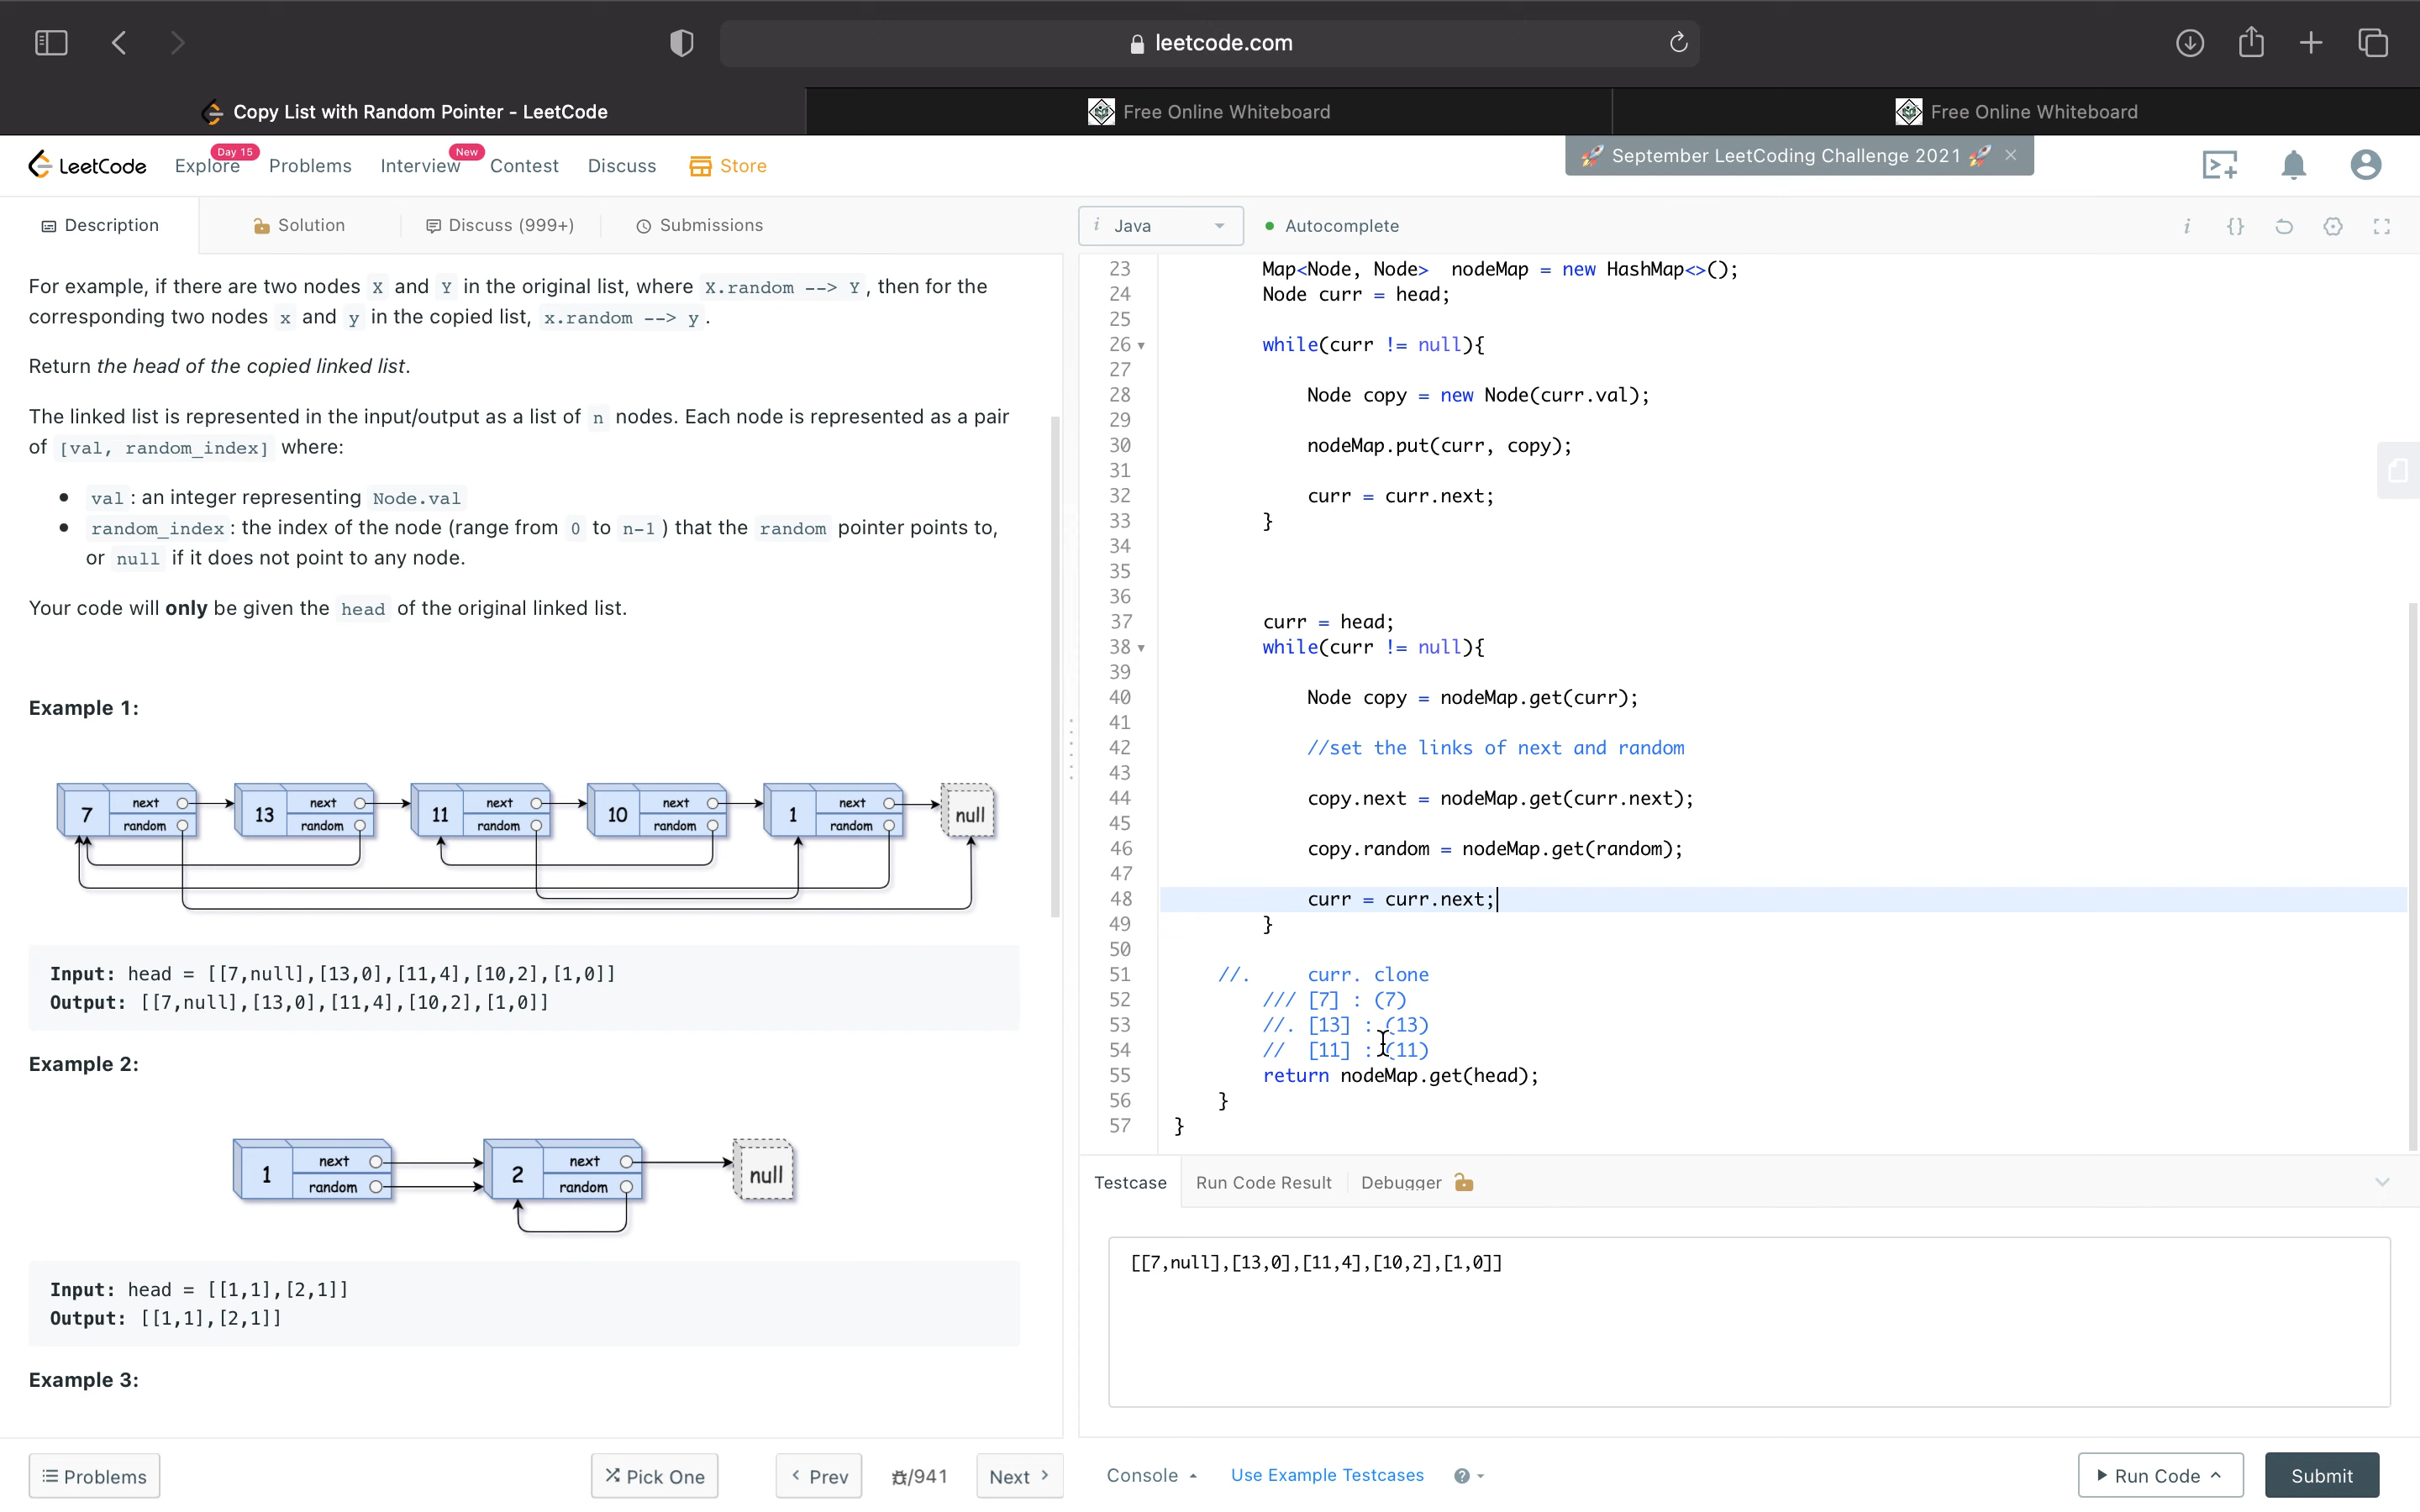 leetcode.com
Copy List with Random Pointer - LeetCode
Free Online Whiteboard
Free Online Whiteboard
LeetCode
Explore
Day 15
Problems
Interview
New
Contest
Discuss
Store
🚀 September LeetCoding Challenge 2021 🚀 ×
Description
Solution
Discuss (999+)
Submissions
For example, if there are two nodes X and Y in the original list, where X.random --> Y, then for the
corresponding two nodes x and y in the copied list, x.random --> y.
Return the head of the copied linked list.
The linked list is represented in the input/output as a list of n nodes. Each node is represented as a pair
of [val, random_index] where:
• val: an integer representing Node.val
• random_index: the index of the node (range from 0 to n-1) that the random pointer points to,
or null if it does not point to any node.
Your code will only be given the head of the original linked list.
Example 1:
7 next random
13 next random
11 next random
10 next random
1 next random
null
Input: head = [[7,null],[13,0],[11,4],[10,2],[1,0]]
Output: [[7,null],[13,0],[11,4],[10,2],[1,0]]
Example 2:
1 next random
2 next random
null
Input: head = [[1,1],[2,1]]
Output: [[1,1],[2,1]]
Example 3:
Problems
Pick One
Prev
/941
Next
i Java
Autocomplete
i {}
23 Map<Node, Node>  nodeMap = new HashMap<>();
24 Node curr = head;
25
26 while(curr != null){
27
28 Node copy = new Node(curr.val);
29
30 nodeMap.put(curr, copy);
31
32 curr = curr.next;
33 }
34
35
36
37 curr = head;
38 while(curr != null){
39
40 Node copy = nodeMap.get(curr);
41
42 //set the links of next and random
43
44 copy.next = nodeMap.get(curr.next);
45
46 copy.random = nodeMap.get(random);
47
48 curr = curr.next;
49 }
50
51 //.     curr. clone
52 /// [7] : (7)
53 //. [13] : (13)
54 //  [11] : (11)
55 return nodeMap.get(head);
56 }
57 }
Testcase
Run Code Result
Debugger
[[7,null],[13,0],[11,4],[10,2],[1,0]]
Console
Use Example Testcases
?
Run Code
Submit